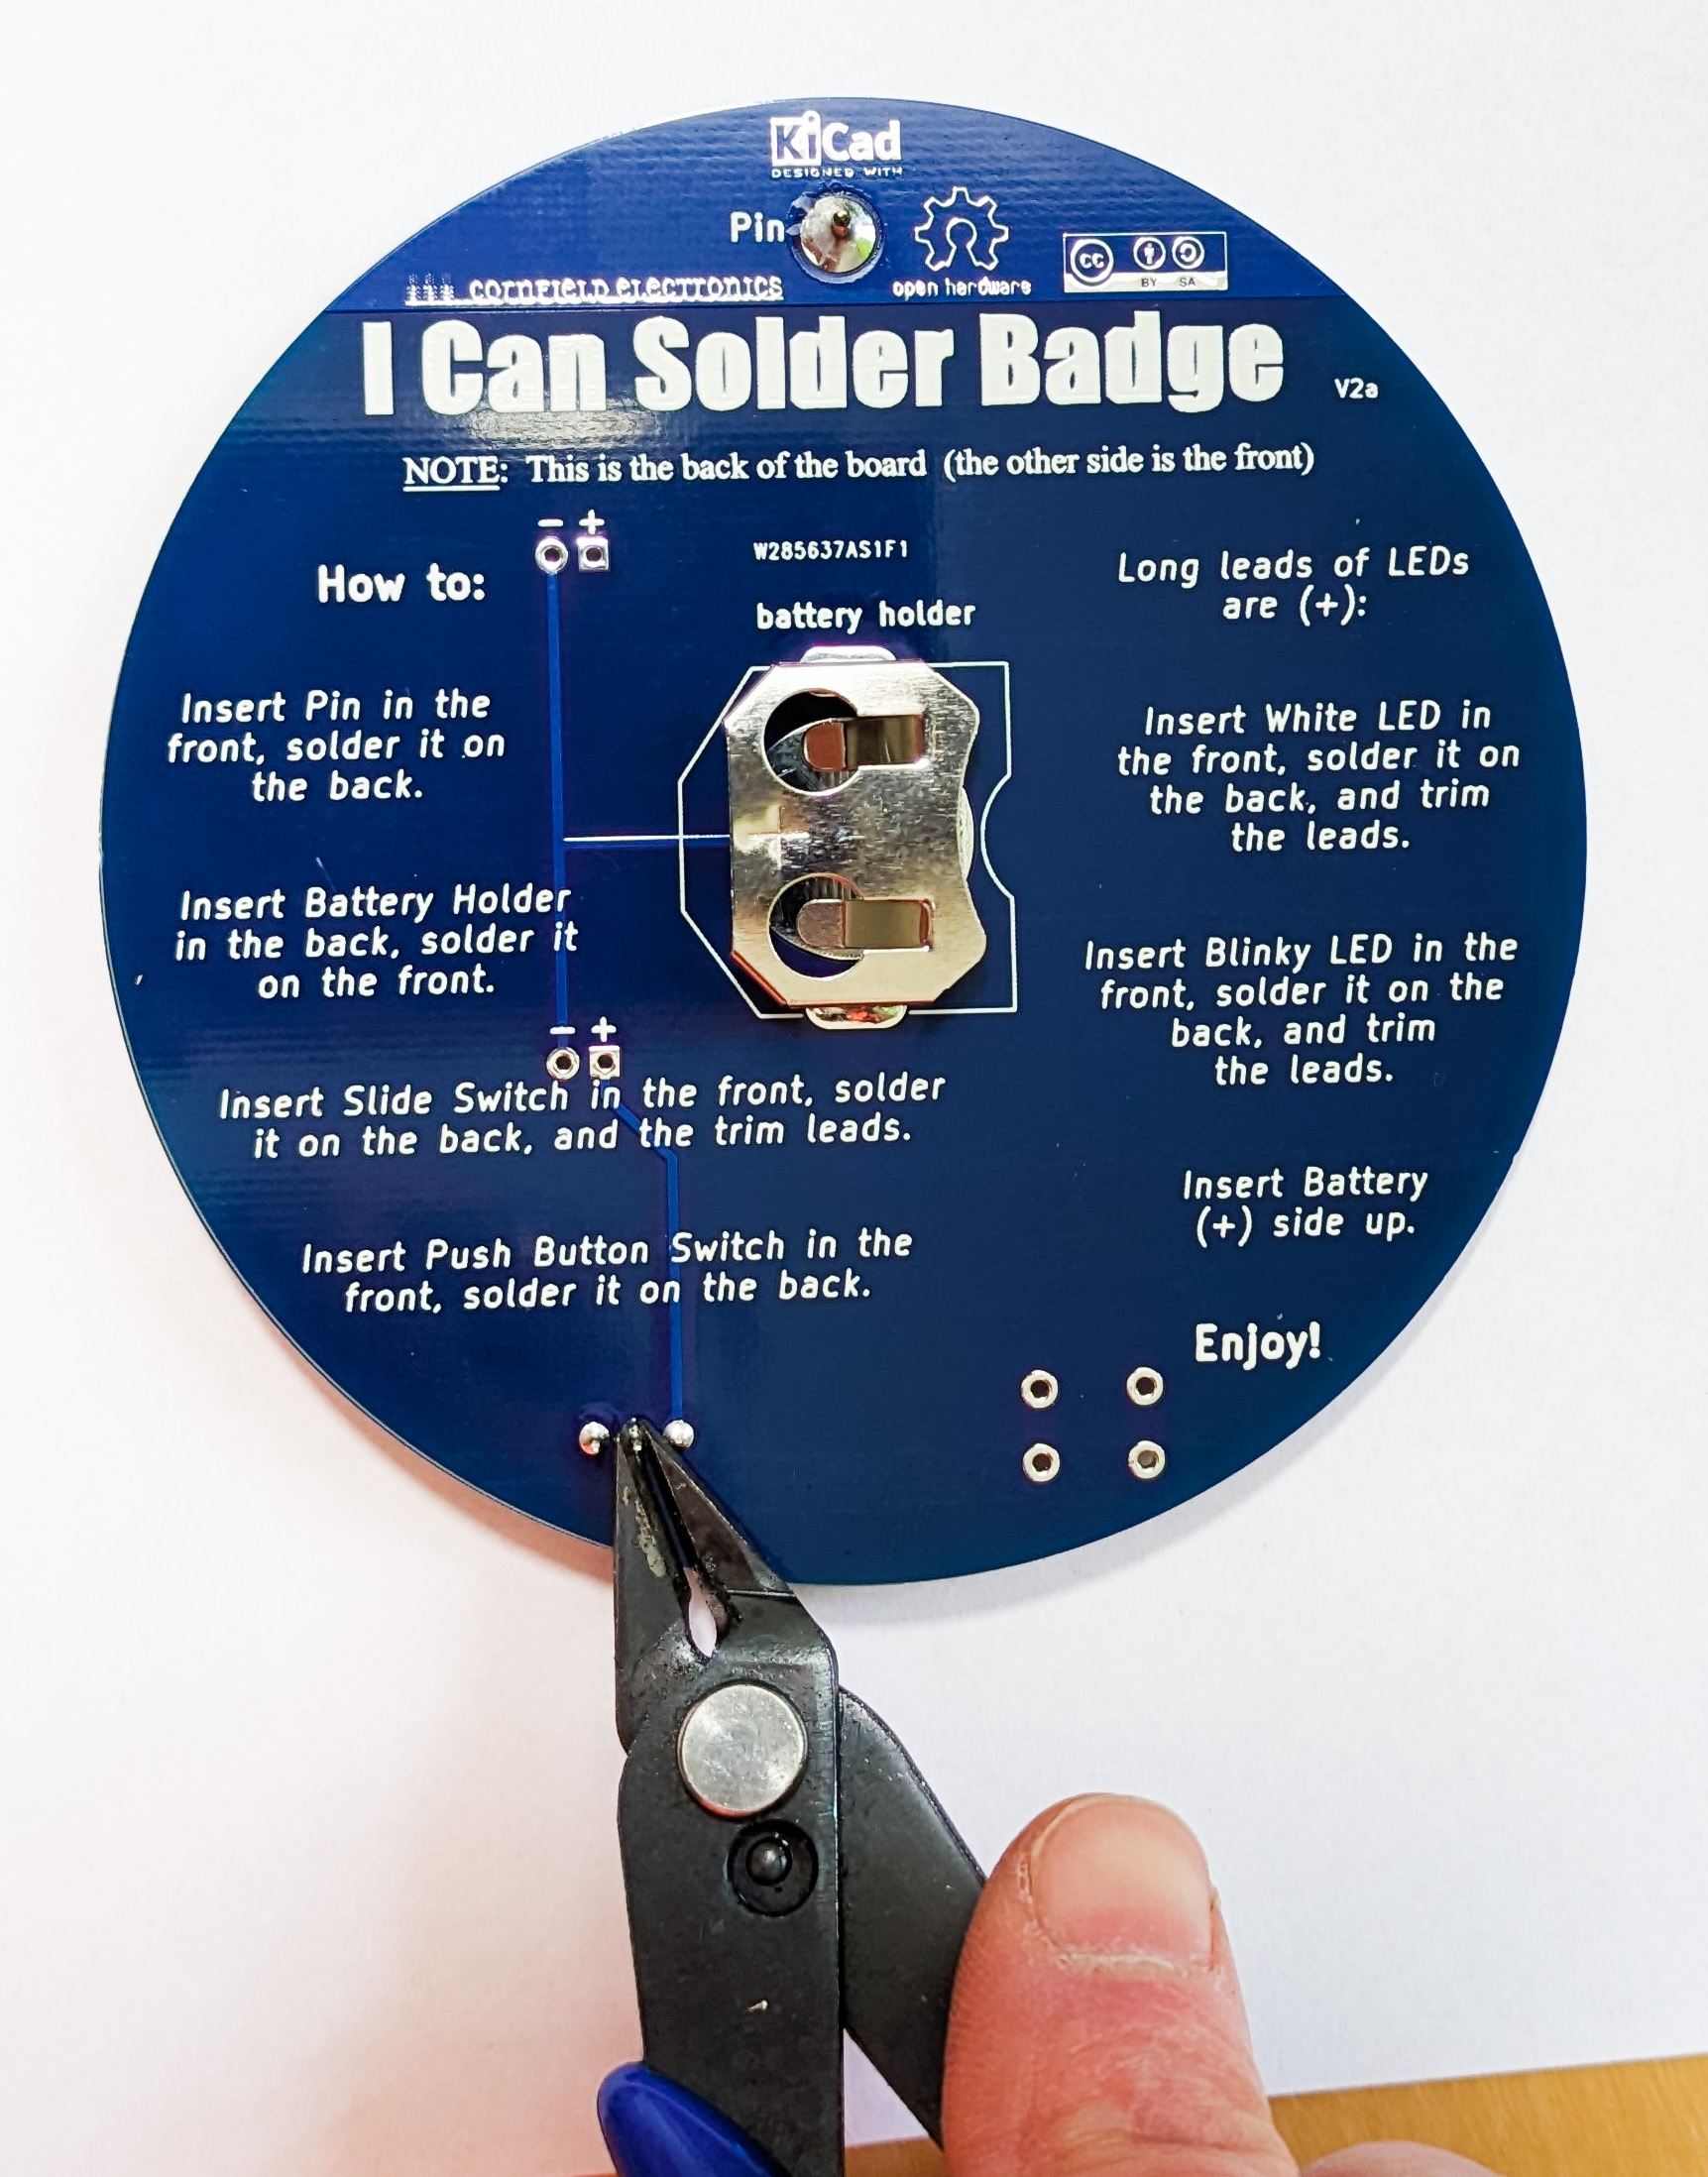 KiCad
DESIGNED WITH
Pin
cornfield electronics
open hardware
cc
BY SA
I Can Solder Badge
V2a
NOTE: This is the back of the board (the other side is the front)
- +
W285637AS1F1
How to:
battery holder
Insert Pin in the
front, solder it on
the back.
Insert Battery Holder
in the back, solder it
on the front.
- +
Insert Slide Switch in the front, solder
it on the back, and the trim leads.
Insert Push Button Switch in the
front, solder it on the back.
Long leads of LEDs
are (+):
Insert White LED in
the front, solder it on
the back, and trim
the leads.
Insert Blinky LED in the
front, solder it on the
back, and trim
the leads.
Insert Battery
(+) side up.
Enjoy!